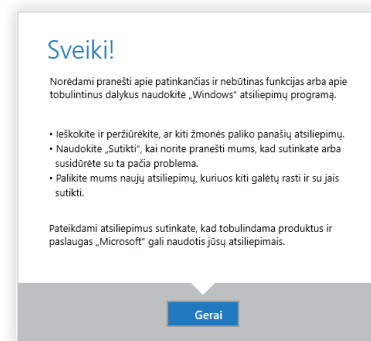 Sveiki!
Norėdami pranešti apie patinkančias ir nebūtinas funkcijas arba apie
tobulintinus dalykus naudokite „Windows“ atsiliepimų programą.
• Ieškokite ir peržiūrėkite, ar kiti žmonės paliko panašių atsiliepimų.
• Naudokite „Sutikti“, kai norite pranešti mums, kad sutinkate arba
susidūrėte su ta pačia problema.
• Palikite mums naujų atsiliepimų, kuriuos kiti galėtų rasti ir su jais
sutikti.
Pateikdami atsiliepimus sutinkate, kad tobulindama produktus ir
paslaugas „Microsoft“ gali naudotis jūsų atsiliepimais.
Gerai